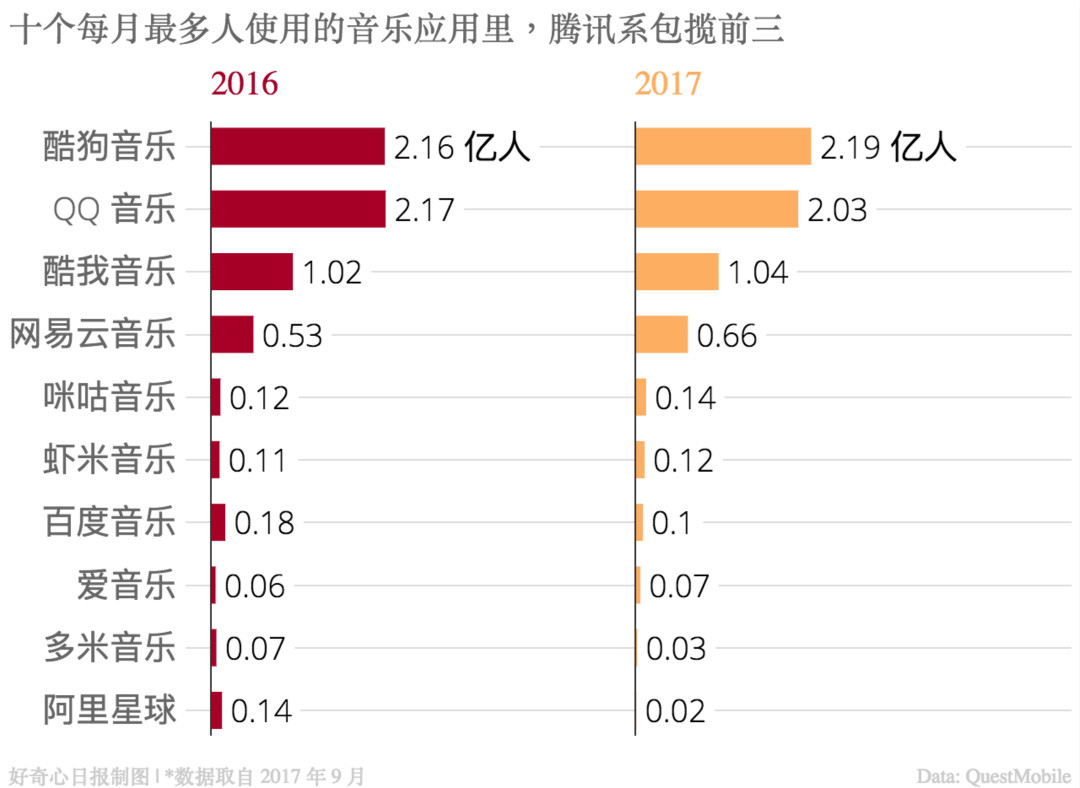 十个每月最多人使用的音乐应用里，腾讯系包揽前三
2016 2017
酷狗音乐 2.16 亿人 2.19 亿人
QQ 音乐 2.17 2.03
酷我音乐 1.02 1.04
网易云音乐 0.53 0.66
咪咕音乐 0.12 0.14
虾米音乐 0.11 0.12
百度音乐 0.18 0.1
爱音乐 0.06 0.07
多米音乐 0.07 0.03
阿里星球 0.14 0.02
好奇心日报制图 | *数据取自 2017 年 9 月 Data: QuestMobile